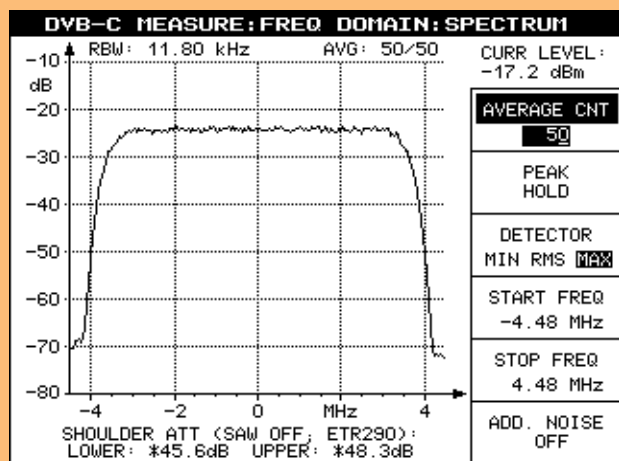 DVB-C MEASURE:FREQ DOMAIN:SPECTRUM
RBW: 11.80 kHz AVG: 50/50
CURR LEVEL:
-17.2 dBm
-10
dB
-20
-30
-40
-50
-60
-70
-80
-4 -2 0 MHz 4
SHOULDER ATT (SAW OFF, ETR290):
LOWER: *45.6dB UPPER: *48.3dB
AVERAGE CNT
50
PEAK
HOLD
DETECTOR
MIN RMS MAX
START FREQ
-4.48 MHz
STOP FREQ
4.48 MHz
ADD. NOISE
OFF